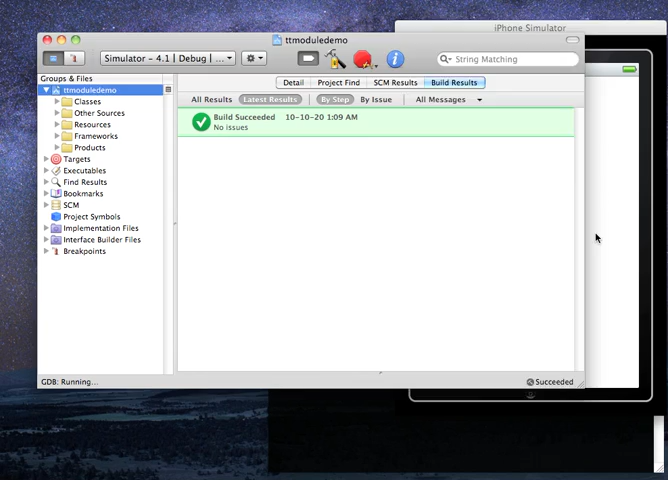 iPhone Simulator
ttmoduledemo
Simulator - 4.1 | Debug | ...
String Matching
Groups & Files
Detail
Project Find
SCM Results
Build Results
ttmoduledemo
All Results
Latest Results
By Step
By Issue
All Messages
Classes
Build Succeeded 10-10-20 1:09 AM
Other Sources
No issues
Resources
Frameworks
Products
Targets
Executables
Find Results
Bookmarks
SCM
Project Symbols
Implementation Files
Interface Builder Files
Breakpoints
GDB: Running...
Succeeded